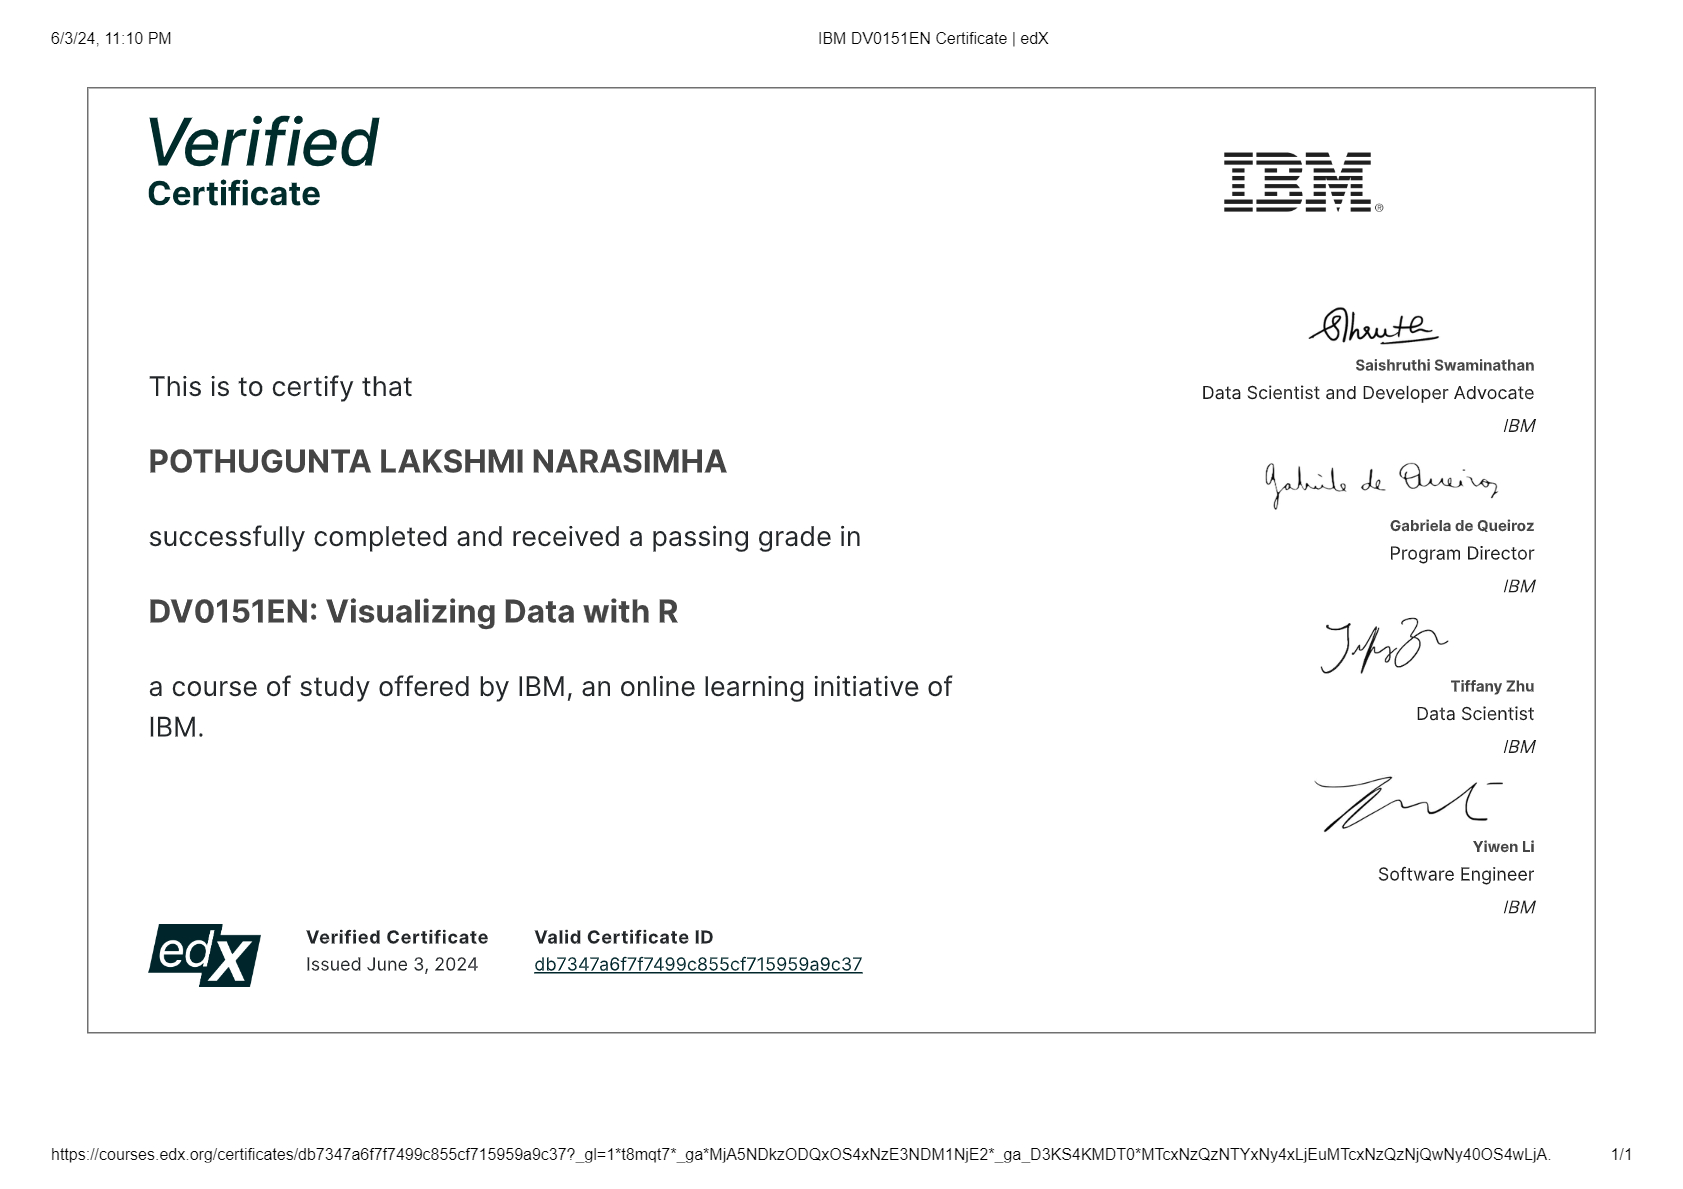 6/3/24, 11:10 PM
IBM DV0151EN Certificate | edX
Verified
Certificate
IBM®
This is to certify that
POTHUGUNTA LAKSHMI NARASIMHA
successfully completed and received a passing grade in
DV0151EN: Visualizing Data with R
a course of study offered by IBM, an online learning initiative of
IBM.
Saishruthi Swaminathan
Data Scientist and Developer Advocate
IBM
Gabriela de Queiroz
Program Director
IBM
Tiffany Zhu
Data Scientist
IBM
Yiwen Li
Software Engineer
IBM
edX
Verified Certificate
Issued June 3, 2024
Valid Certificate ID
db7347a6f7f7499c855cf715959a9c37
https://courses.edx.org/certificates/db7347a6f7f7499c855cf715959a9c37?_gl=1*t8mqt7*_ga*MjA5NDkzODQxOS4xNzE3NDM1NjE2*_ga_D3KS4KMDT0*MTcxNzQzNTYxNy4xLjEuMTcxNzQzNjQwNy40OS4wLjA.
1/1